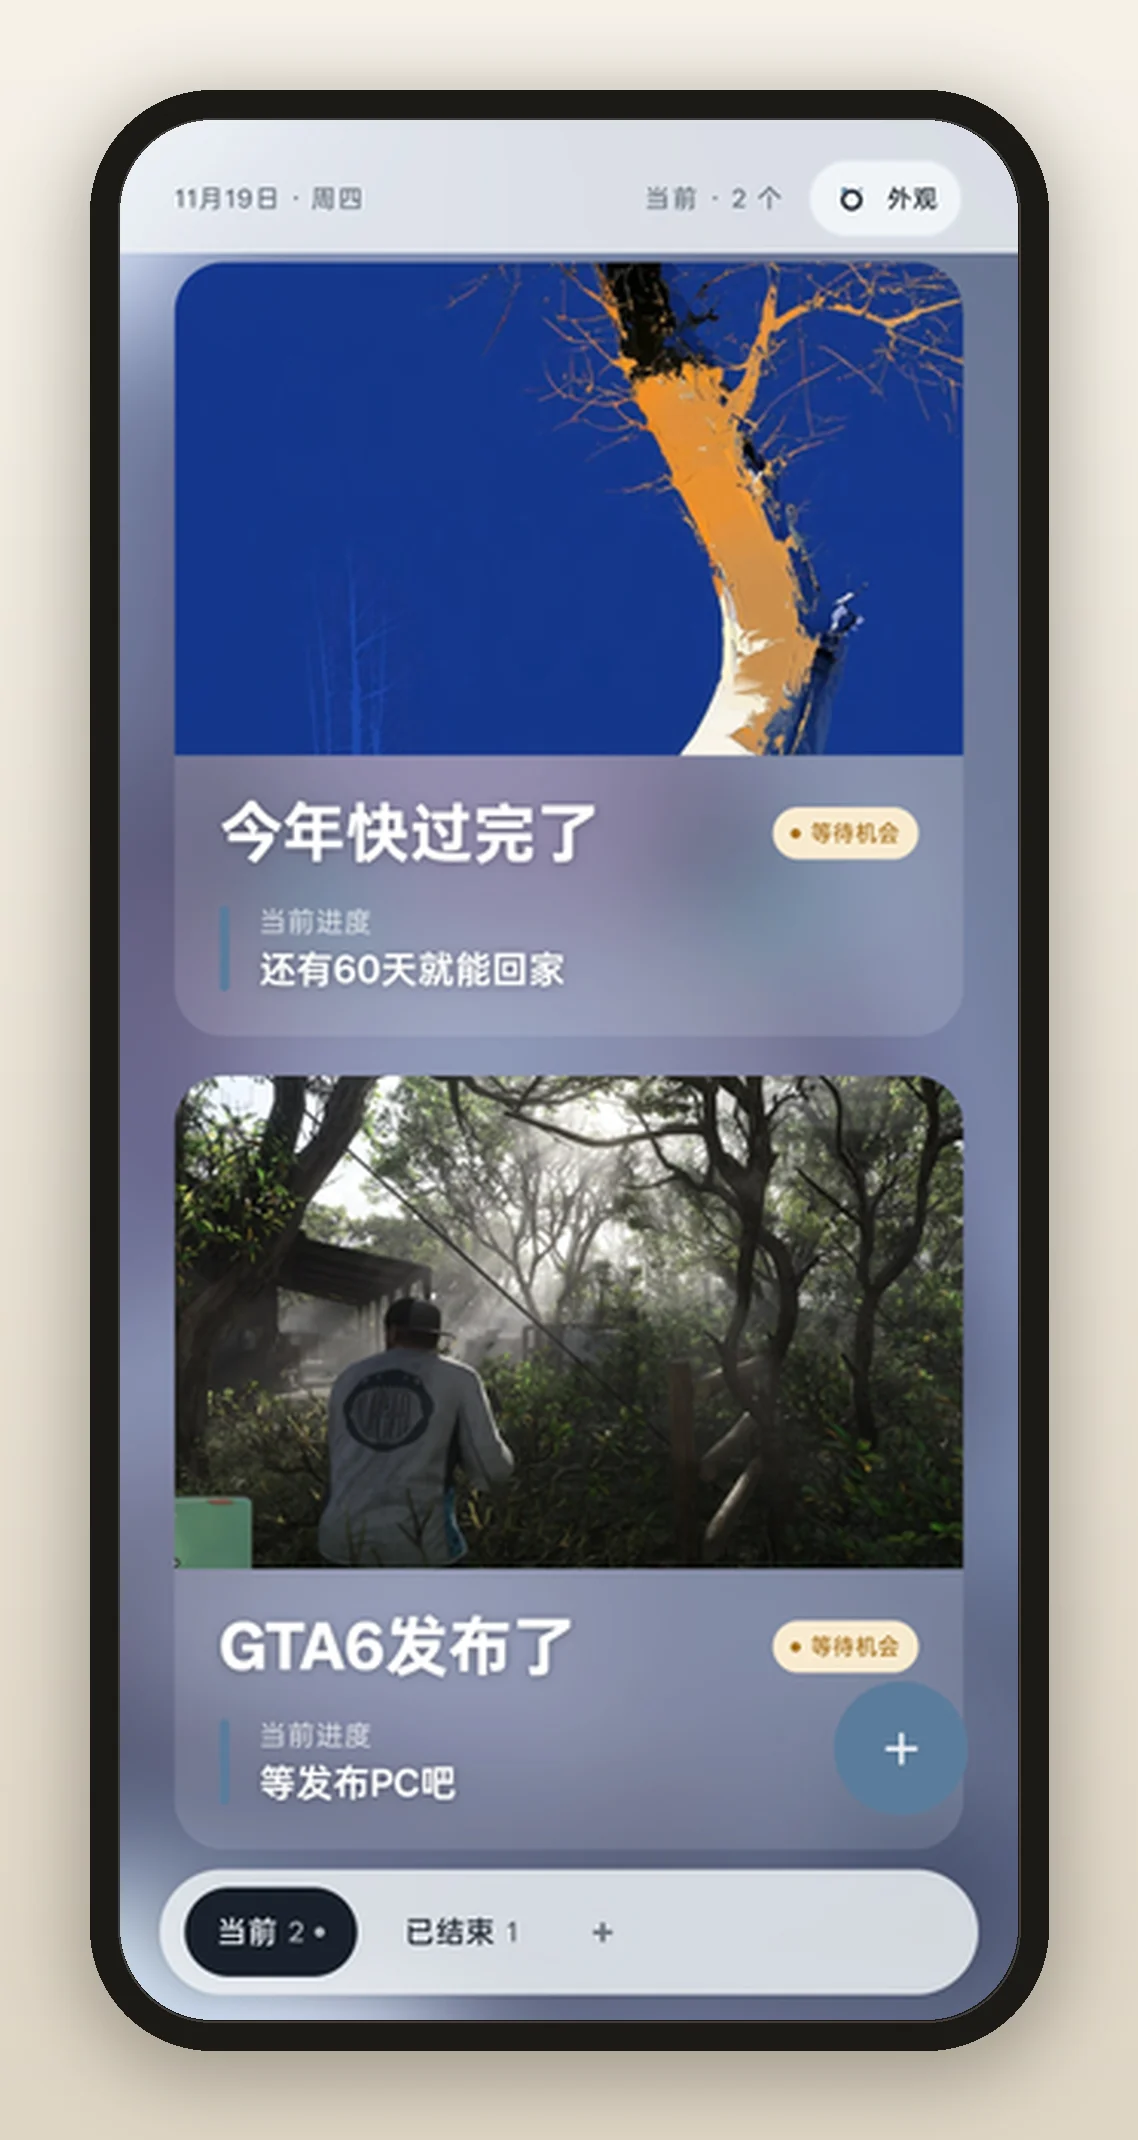 11月19日 · 周四
当前 · 2 个
外观
今年快过完了
等待机会
当前进度
还有60天就能回家
GTA6发布了
等待机会
当前进度
等发布PC吧
+
当前 2
已结束 1
+